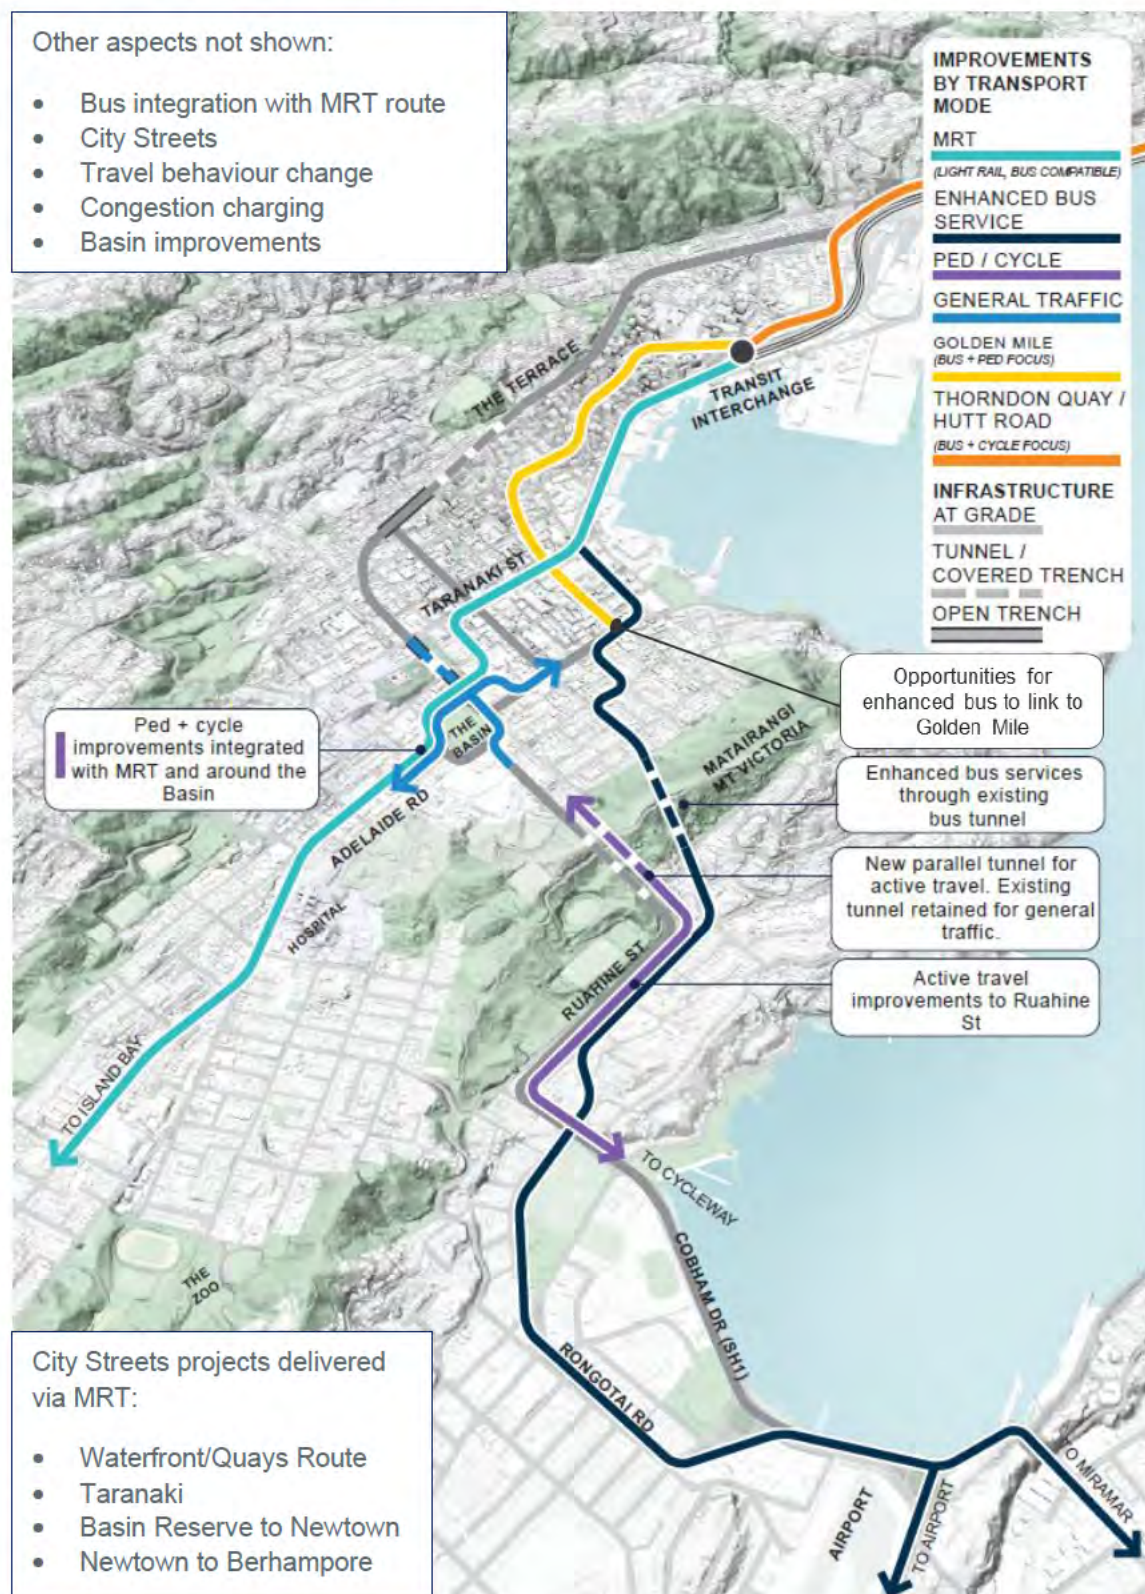 Other aspects not shown:
• Bus integration with MRT route
• City Streets
• Travel behaviour change
• Congestion charging
• Basin improvements
IMPROVEMENTS
BY TRANSPORT
MODE
MRT
(LIGHT RAIL, BUS COMPATIBLE)
ENHANCED BUS
SERVICE
PED / CYCLE
GENERAL TRAFFIC
GOLDEN MILE
(BUS + PED FOCUS)
THORNDON QUAY /
HUTT ROAD
(BUS + CYCLE FOCUS)
INFRASTRUCTURE
AT GRADE
TUNNEL /
COVERED TRENCH
OPEN TRENCH
THE TERRACE
TRANSIT
INTERCHANGE
TARANAKI ST
Opportunities for
enhanced bus to link to
Golden Mile
Ped + cycle
improvements integrated
with MRT and around the
Basin
THE
BASIN
MATAIRANGI
MT VICTORIA
Enhanced bus services
through existing
bus tunnel
ADELAIDE RD
New parallel tunnel for
active travel. Existing
tunnel retained for general
traffic.
HOSPITAL
RUAHINE ST
Active travel
improvements to Ruahine
St
TO ISLAND BAY
TO CYCLEWAY
THE
ZOO
COBHAM DR (SH1)
RONGOTAI RD
City Streets projects delivered
via MRT:
• Waterfront/Quays Route
• Taranaki
• Basin Reserve to Newtown
• Newtown to Berhampore
AIRPORT
TO AIRPORT
TO MIRAMAR